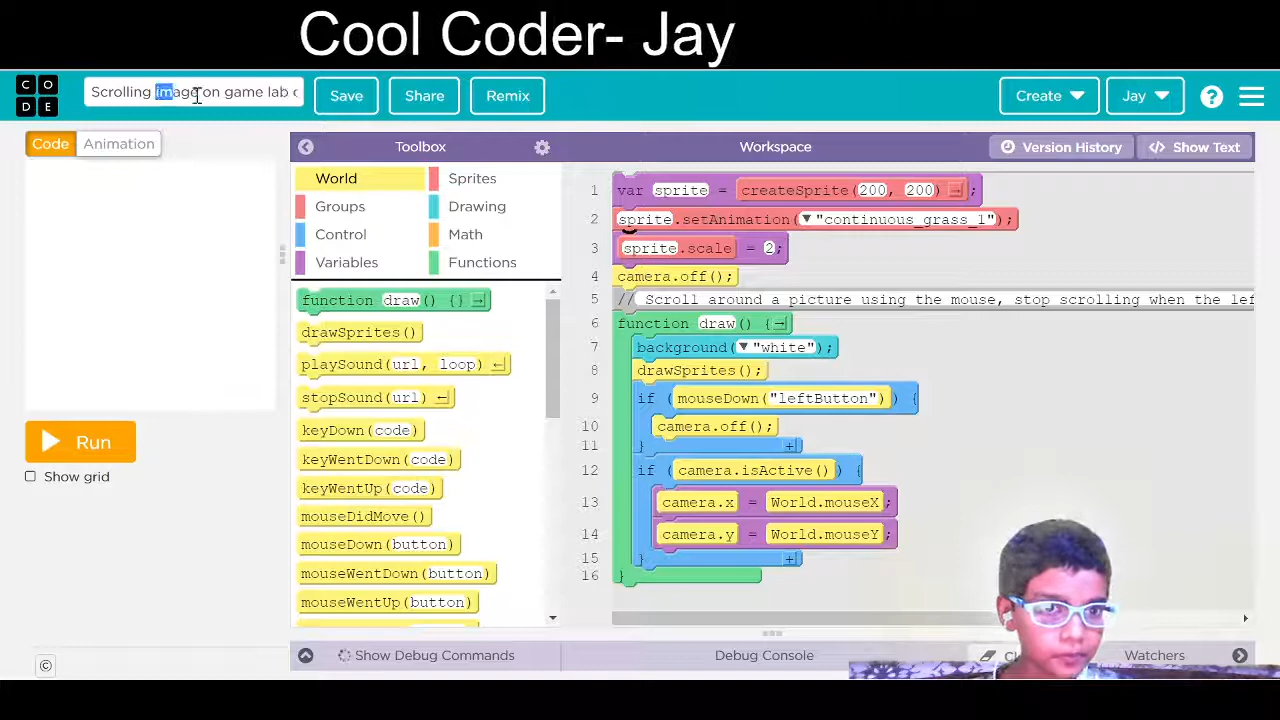 Cool Coder- Jay
C O
D E
Scrolling image on game lab c
Save
Share
Remix
Create
Jay
?
Code
Animation
Toolbox
Workspace
Version History
Show Text
World
Sprites
Groups
Drawing
Control
Math
Variables
Functions
function draw() {}
drawSprites()
playSound(url, loop)
stopSound(url)
keyDown(code)
keyWentDown(code)
keyWentUp(code)
mouseDidMove()
mouseDown(button)
mouseWentDown(button)
mouseWentUp(button)
1 var sprite = createSprite(200, 200);
2 sprite.setAnimation("continuous_grass_1");
3 sprite.scale = 2;
4 camera.off();
5 // Scroll around a picture using the mouse, stop scrolling when the left
6 function draw() {
7 background("white");
8 drawSprites();
9 if (mouseDown("leftButton")) {
10 camera.off();
11 }
12 if (camera.isActive()) {
13 camera.x = World.mouseX;
14 camera.y = World.mouseY;
15 }
16 }
Run
Show grid
©
Show Debug Commands
Debug Console
Watchers